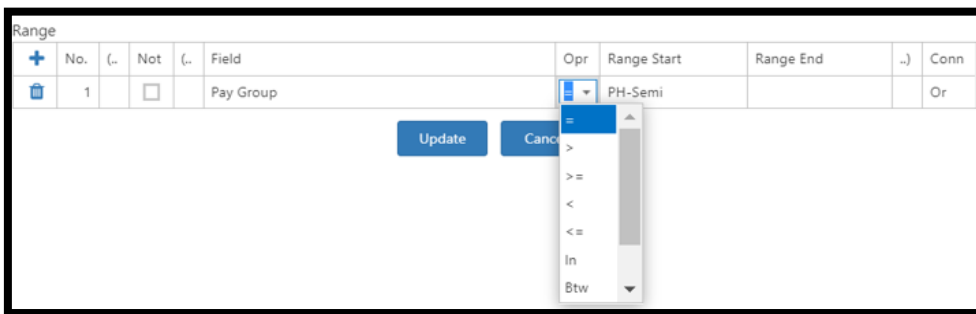 Range
+ No. (.. Not (.. Field Opr Range Start Range End ..) Conn
1 Pay Group = PH-Semi Or
Update Cance
=
>
>=
<
<=
In
Btw